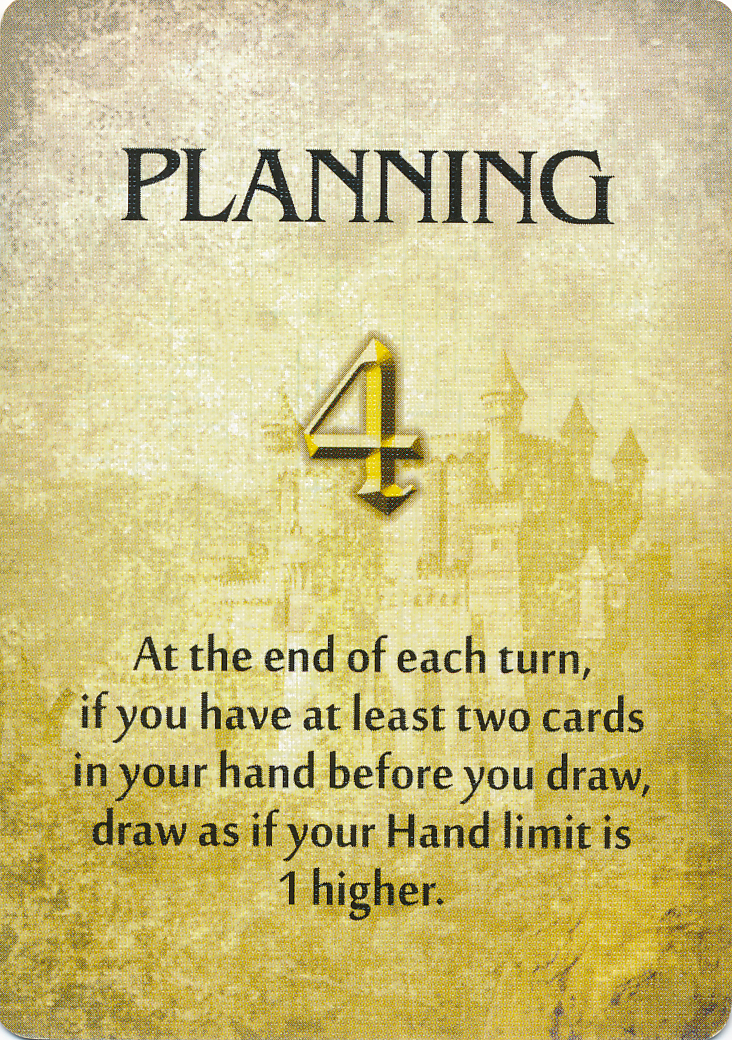 PLANNING
4
At the end of each turn,
if you have at least two cards
in your hand before you draw,
draw as if your Hand limit is
1 higher.